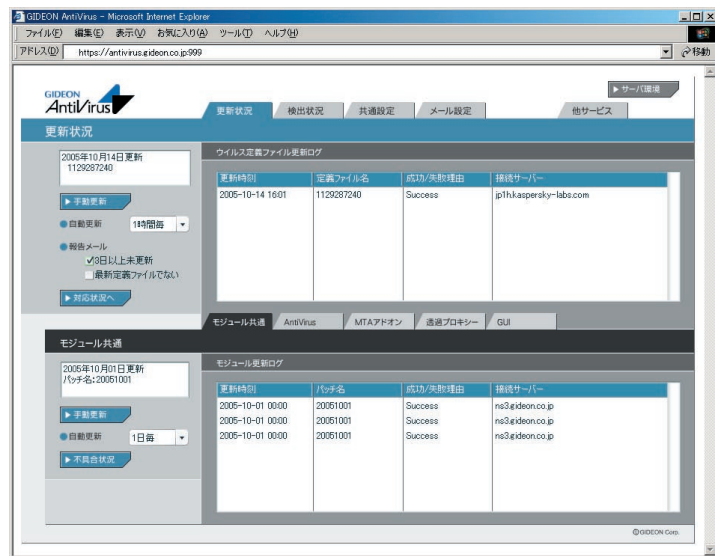 GIDEON AntiVirus - Microsoft Internet Explorer
ファイル(F) 編集(E) 表示(V) お気に入り(A) ツール(T) ヘルプ(H)
アドレス(D) https://antivirus.gideon.co.jp:999 移動
GIDEON
AntiVirus
サーバ環境
更新状況 検出状況 共通設定 メール設定 他サービス
更新状況
2005年10月14日更新
1129287240
手動更新
自動更新 1時間毎
報告メール
3日以上未更新
最新定義ファイルでない
対応状況へ
ウイルス定義ファイル更新ログ
更新時刻 定義ファイル名 成功/失敗理由 接続サーバー
2005-10-14 16:01 1129287240 Success jp1h.kaspersky-labs.com
モジュール共通 AntiVirus MTAアドオン 透過プロキシー GUI
モジュール共通
2005年10月01日更新
パッチ名:20051001
手動更新
自動更新 1日毎
不具合状況
モジュール更新ログ
更新時刻 パッチ名 成功/失敗理由 接続サーバー
2005-10-01 00:00 20051001 Success ns3.gideon.co.jp
2005-10-01 00:00 20051001 Success ns3.gideon.co.jp
2005-10-01 00:00 20051001 Success ns3.gideon.co.jp
©GIDEON Corp.